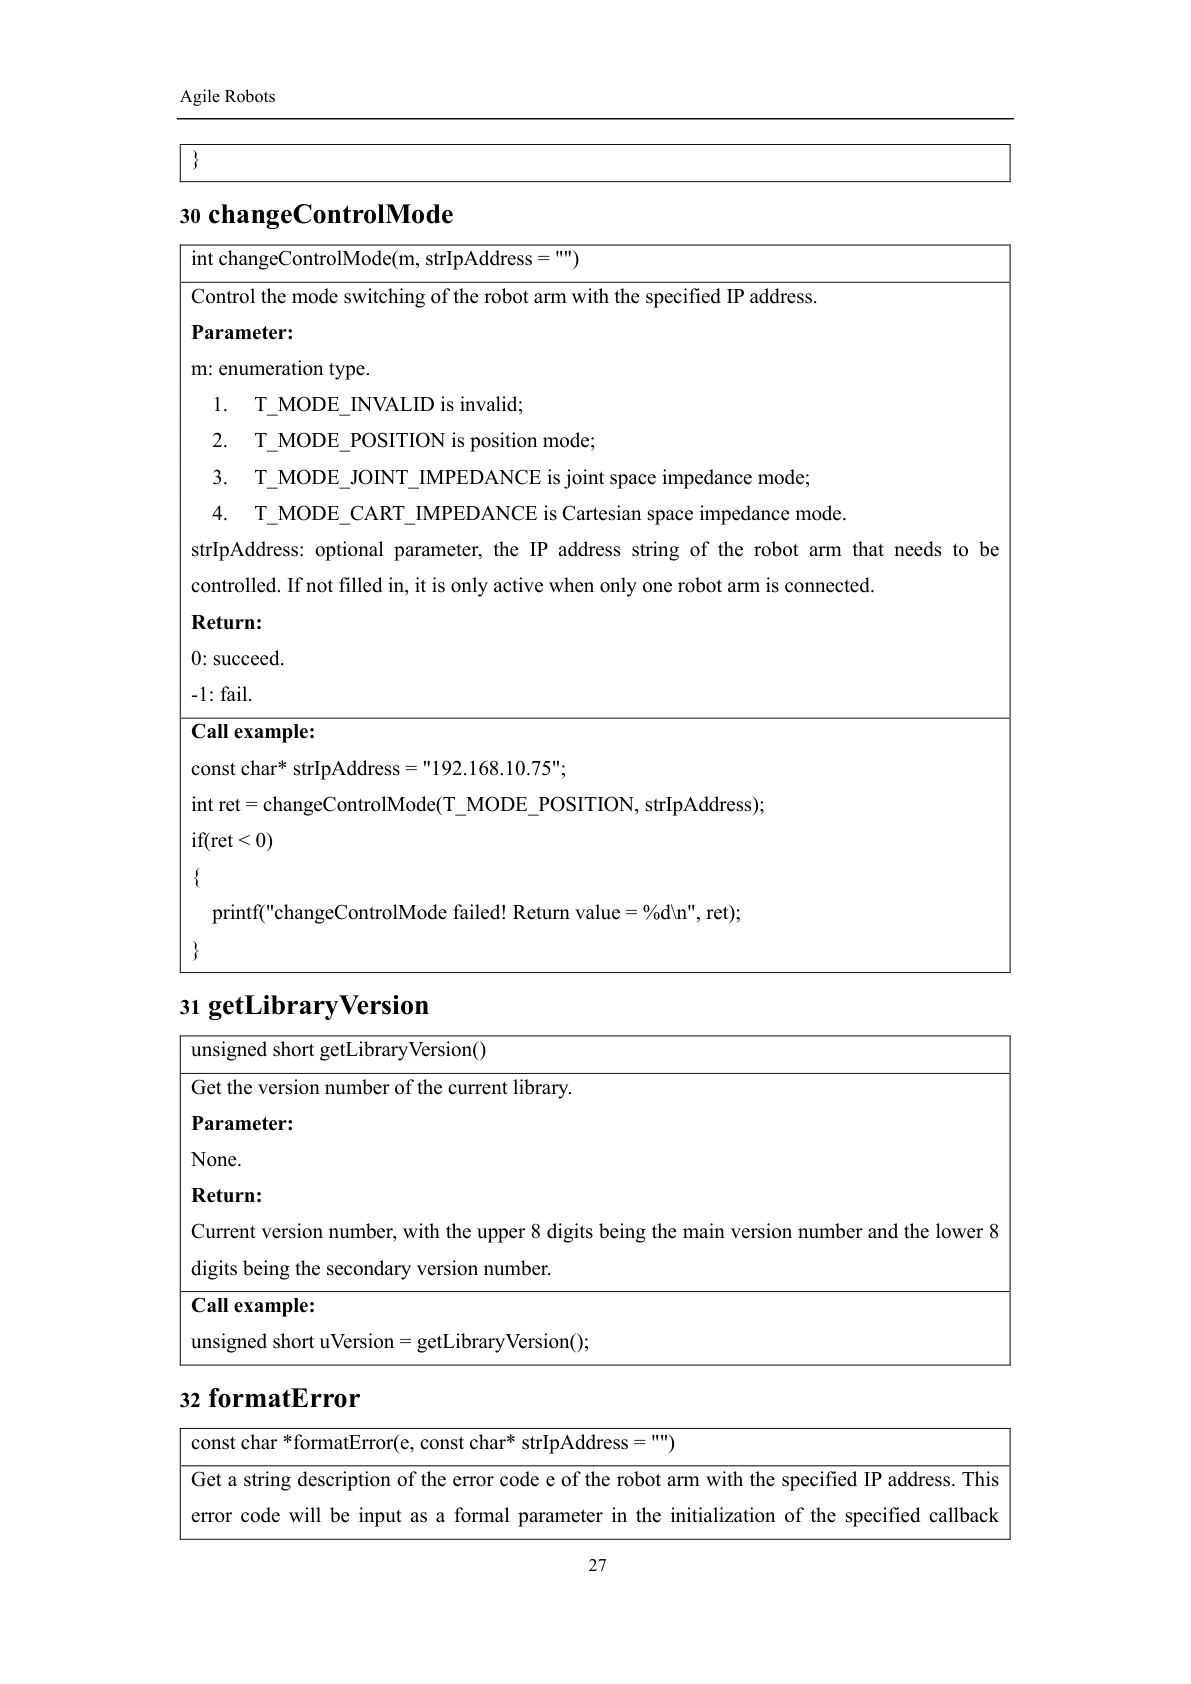 Agile Robots
}
30 changeControlMode
int changeControlMode(m, strIpAddress = "")
Control the mode switching of the robot arm with the specified IP address.
Parameter:
m: enumeration type.
1. T_MODE_INVALID is invalid;
2. T_MODE_POSITION is position mode;
3. T_MODE_JOINT_IMPEDANCE is joint space impedance mode;
4. T_MODE_CART_IMPEDANCE is Cartesian space impedance mode.
strIpAddress: optional parameter, the IP address string of the robot arm that needs to be
controlled. If not filled in, it is only active when only one robot arm is connected.
Return:
0: succeed.
-1: fail.
Call example:
const char* strIpAddress = "192.168.10.75";
int ret = changeControlMode(T_MODE_POSITION, strIpAddress);
if(ret < 0)
{
printf("changeControlMode failed! Return value = %d\n", ret);
}
31 getLibraryVersion
unsigned short getLibraryVersion()
Get the version number of the current library.
Parameter:
None.
Return:
Current version number, with the upper 8 digits being the main version number and the lower 8
digits being the secondary version number.
Call example:
unsigned short uVersion = getLibraryVersion();
32 formatError
const char *formatError(e, const char* strIpAddress = "")
Get a string description of the error code e of the robot arm with the specified IP address. This
error code will be input as a formal parameter in the initialization of the specified callback
27